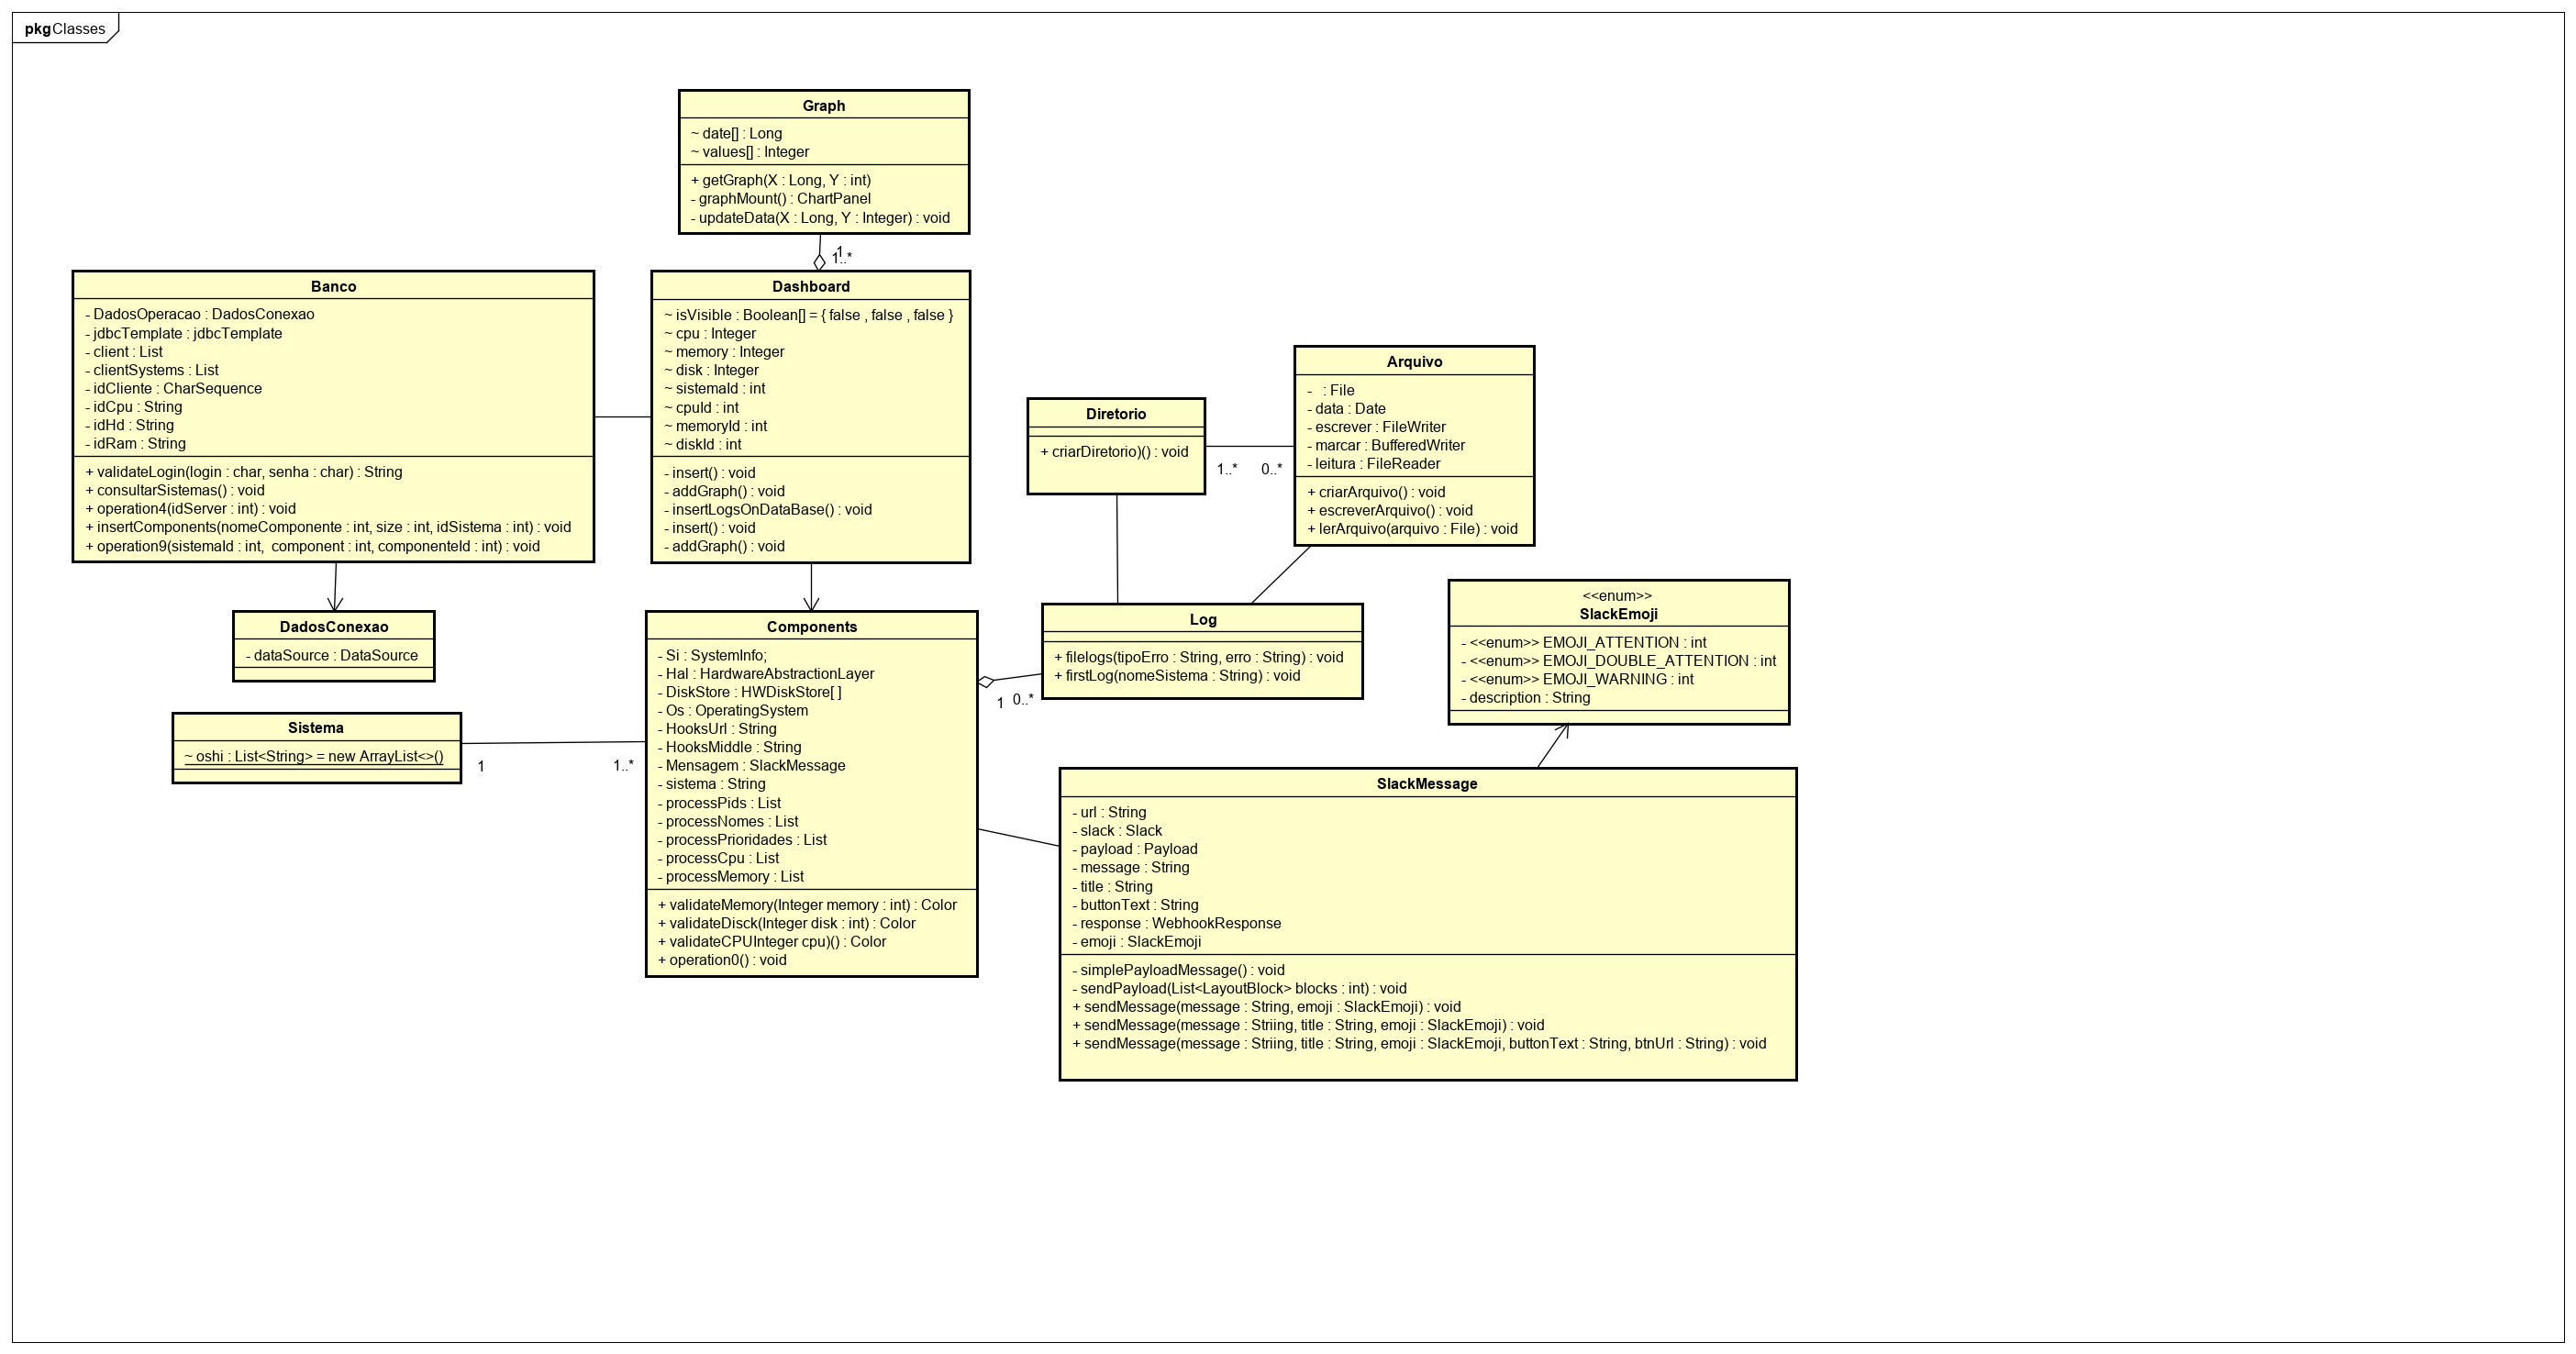 pkg Classes
Graph
~ date[] : Long
~ values[] : Integer
+ getGraph(X : Long, Y : int)
- graphMount() : ChartPanel
- updateData(X : Long, Y : Integer) : void
1
1..*
Banco
- DadosOperacao : DadosConexao
- jdbcTemplate : jdbcTemplate
- client : List
- clientSystems : List
- idCliente : CharSequence
- idCpu : String
- idHd : String
- idRam : String
+ validateLogin(login : char, senha : char) : String
+ consultarSistemas() : void
+ operation4(idServer : int) : void
+ insertComponents(nomeComponente : int, size : int, idSistema : int) : void
+ operation9(sistemaId : int,  component : int, componenteId : int) : void
Dashboard
~ isVisible : Boolean[] = { false , false , false }
~ cpu : Integer
~ memory : Integer
~ disk : Integer
~ sistemaId : int
~ cpuId : int
~ memoryId : int
~ diskId : int
- insert() : void
- addGraph() : void
- insertLogsOnDataBase() : void
- insert() : void
- addGraph() : void
Diretorio
+ criarDiretorio)() : void
1..*
0..*
Arquivo
-   : File
- data : Date
- escrever : FileWriter
- marcar : BufferedWriter
- leitura : FileReader
+ criarArquivo() : void
+ escreverArquivo() : void
+ lerArquivo(arquivo : File) : void
DadosConexao
- dataSource : DataSource
Sistema
~ oshi : List<String> = new ArrayList<>()
1
1..*
Components
- Si : SystemInfo;
- Hal : HardwareAbstractionLayer
- DiskStore : HWDiskStore[ ]
- Os : OperatingSystem
- HooksUrl : String
- HooksMiddle : String
- Mensagem : SlackMessage
- sistema : String
- processPids : List
- processNomes : List
- processPrioridades : List
- processCpu : List
- processMemory : List
+ validateMemory(Integer memory : int) : Color
+ validateDisck(Integer disk : int) : Color
+ validateCPUInteger cpu)() : Color
+ operation0() : void
1
0..*
Log
+ filelogs(tipoErro : String, erro : String) : void
+ firstLog(nomeSistema : String) : void
<<enum>>
SlackEmoji
- <<enum>> EMOJI_ATTENTION : int
- <<enum>> EMOJI_DOUBLE_ATTENTION : int
- <<enum>> EMOJI_WARNING : int
- description : String
SlackMessage
- url : String
- slack : Slack
- payload : Payload
- message : String
- title : String
- buttonText : String
- response : WebhookResponse
- emoji : SlackEmoji
- simplePayloadMessage() : void
- sendPayload(List<LayoutBlock> blocks : int) : void
+ sendMessage(message : String, emoji : SlackEmoji) : void
+ sendMessage(message : Striing, title : String, emoji : SlackEmoji) : void
+ sendMessage(message : Striing, title : String, emoji : SlackEmoji, buttonText : String, btnUrl : String) : void